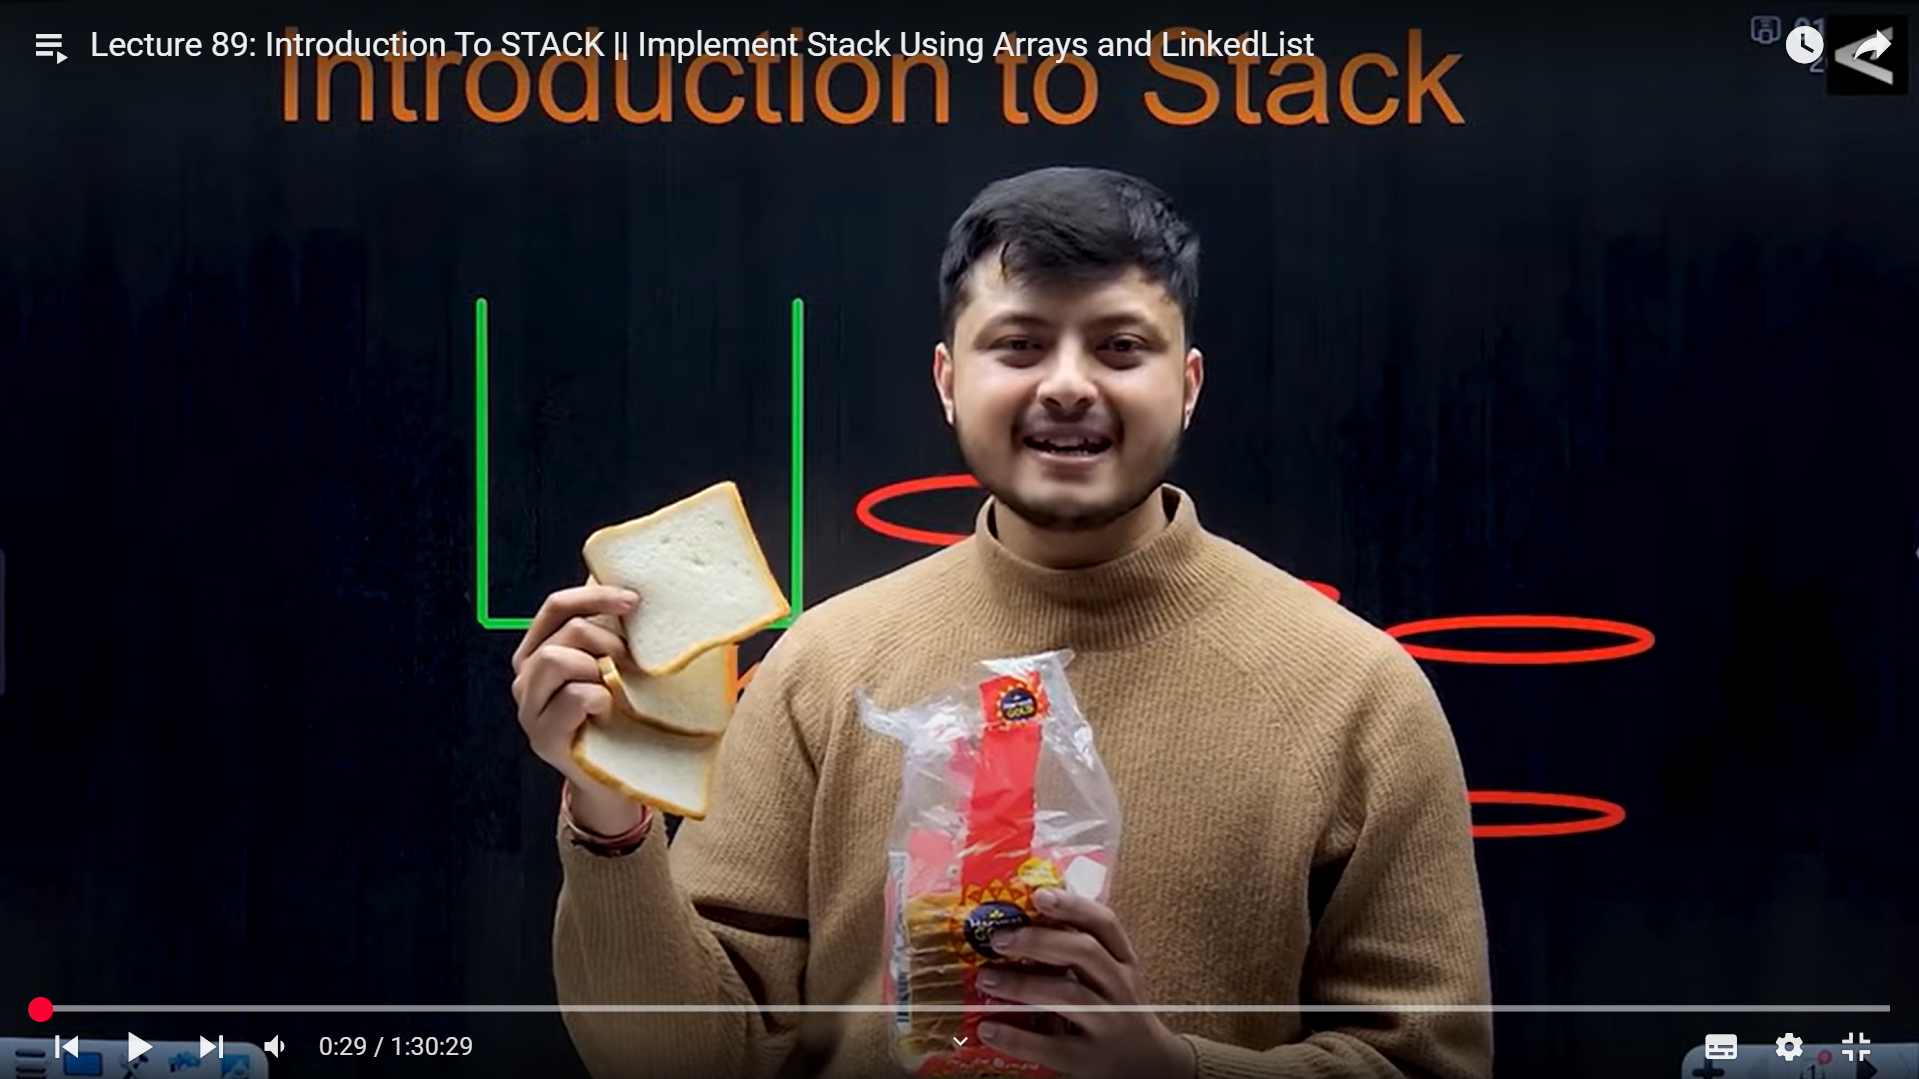 Lecture 89: Introduction To STACK || Implement Stack Using Arrays and LinkedList
Introduction to Stack
GOLD
0:29 / 1:30:29